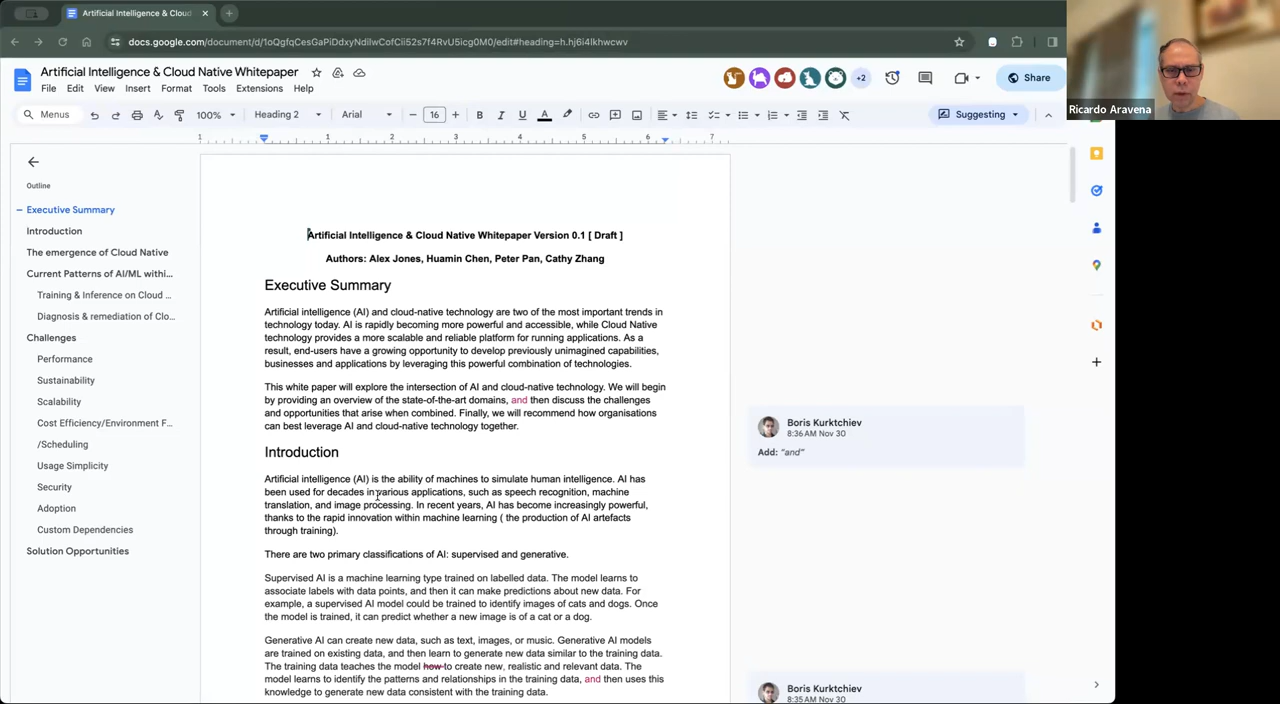 Artificial Intelligence & Cloud
docs.google.com/document/d/1oQgfqCesGaPiDdxyNdilwCofCii52s7f4RvU5icg0M0/edit#heading=h.hj6i4lkhwcwv
Ricardo Aravena
Artificial Intelligence & Cloud Native Whitepaper
+2
Share
File Edit View Insert Format Tools Extensions Help
Menus
100%
Heading 2
Arial
16
B I U A
Suggesting
1 1 2 3 4 5 6 7
Outline
Executive Summary
Introduction
The emergence of Cloud Native
Current Patterns of AI/ML withi...
Training & Inference on Cloud ...
Diagnosis & remediation of Clo...
Challenges
Performance
Sustainability
Scalability
Cost Efficiency/Environment F...
/Scheduling
Usage Simplicity
Security
Adoption
Custom Dependencies
Solution Opportunities
Artificial Intelligence & Cloud Native Whitepaper Version 0.1 [ Draft ]
Authors: Alex Jones, Huamin Chen, Peter Pan, Cathy Zhang
Executive Summary
Artificial intelligence (AI) and cloud-native technology are two of the most important trends in
technology today. AI is rapidly becoming more powerful and accessible, while Cloud Native
technology provides a more scalable and reliable platform for running applications. As a
result, end-users have a growing opportunity to develop previously unimagined capabilities,
businesses and applications by leveraging this powerful combination of technologies.
This white paper will explore the intersection of AI and cloud-native technology. We will begin
by providing an overview of the state-of-the-art domains, and then discuss the challenges
and opportunities that arise when combined. Finally, we will recommend how organisations
can best leverage AI and cloud-native technology together.
Introduction
Artificial intelligence (AI) is the ability of machines to simulate human intelligence. AI has
been used for decades in various applications, such as speech recognition, machine
translation, and image processing. In recent years, AI has become increasingly powerful,
thanks to the rapid innovation within machine learning ( the production of AI artefacts
through training).
There are two primary classifications of AI: supervised and generative.
Supervised AI is a machine learning type trained on labelled data. The model learns to
associate labels with data points, and then it can make predictions about new data. For
example, a supervised AI model could be trained to identify images of cats and dogs. Once
the model is trained, it can predict whether a new image is of a cat or a dog.
Generative AI can create new data, such as text, images, or music. Generative AI models
are trained on existing data, and then learn to generate new data similar to the training data.
The training data teaches the model how to create new, realistic and relevant data. The
model learns to identify the patterns and relationships in the training data, and then uses this
knowledge to generate new data consistent with the training data.
Boris Kurktchiev
8:36 AM Nov 30
Add: "and"
Boris Kurktchiev
8:35 AM Nov 30